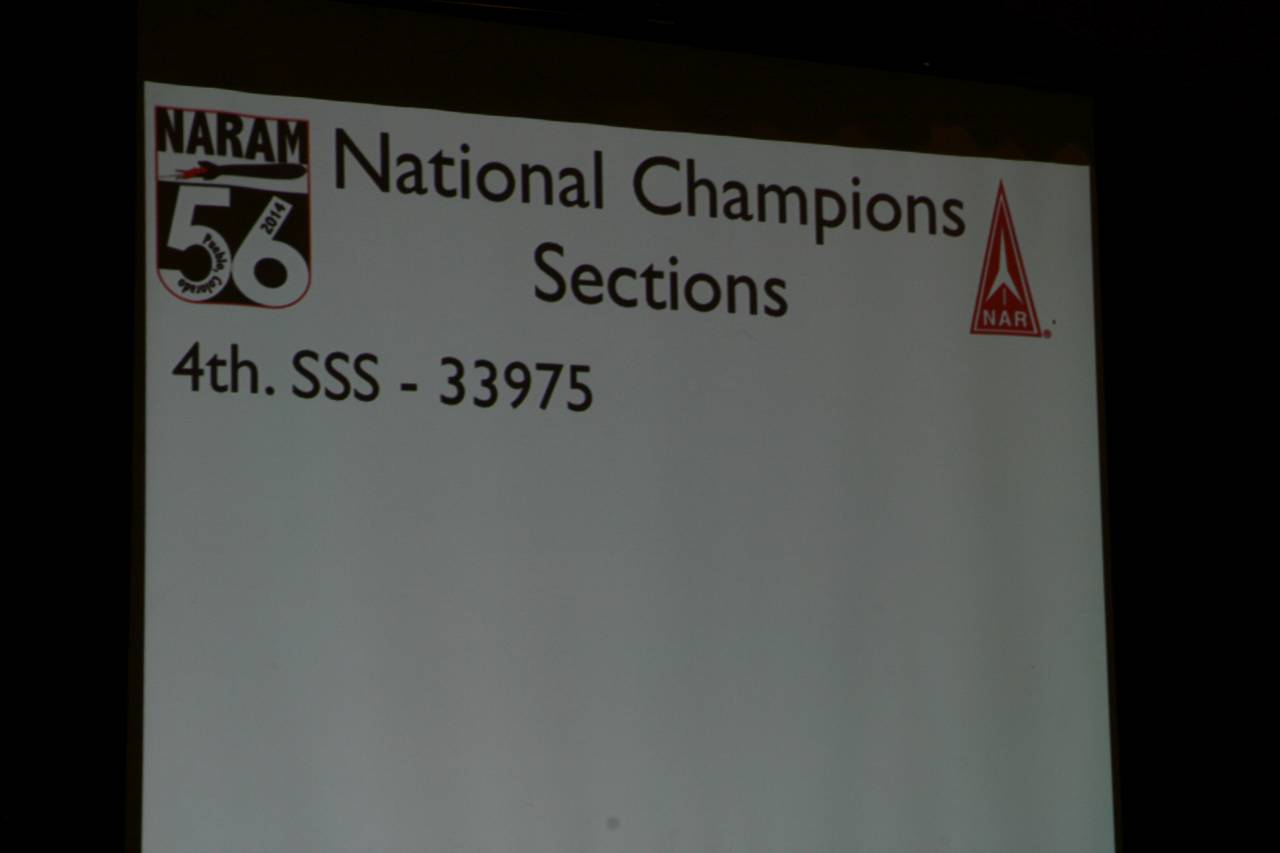 NARAM
56
2014
Pueblo, Colorado
National Champions
Sections
NAR
®
4th. SSS - 33975